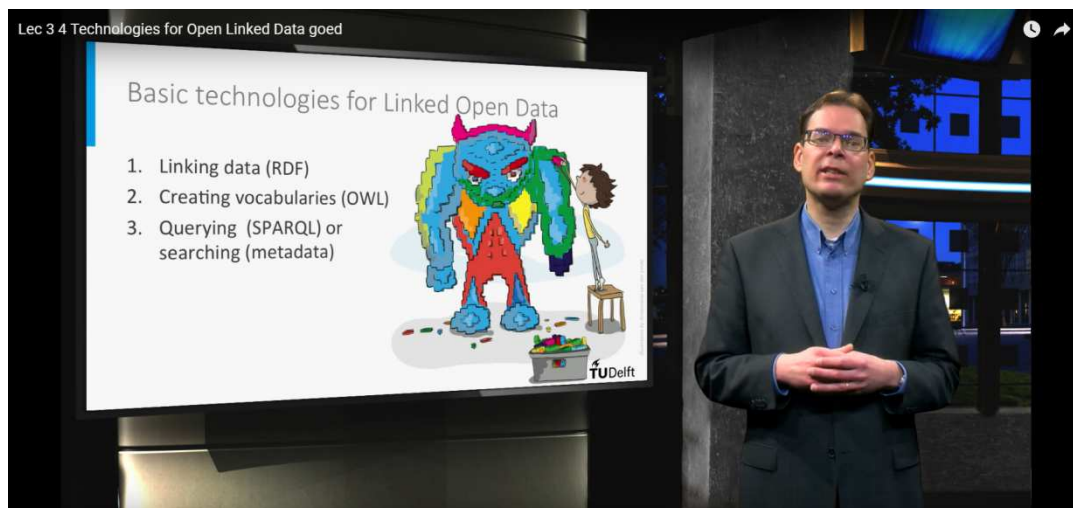 Lec 3 4 Technologies for Open Linked Data goed
Basic technologies for Linked Open Data
1. Linking data (RDF)
2. Creating vocabularies (OWL)
3. Querying (SPARQL) or
searching (metadata)
TUDelft